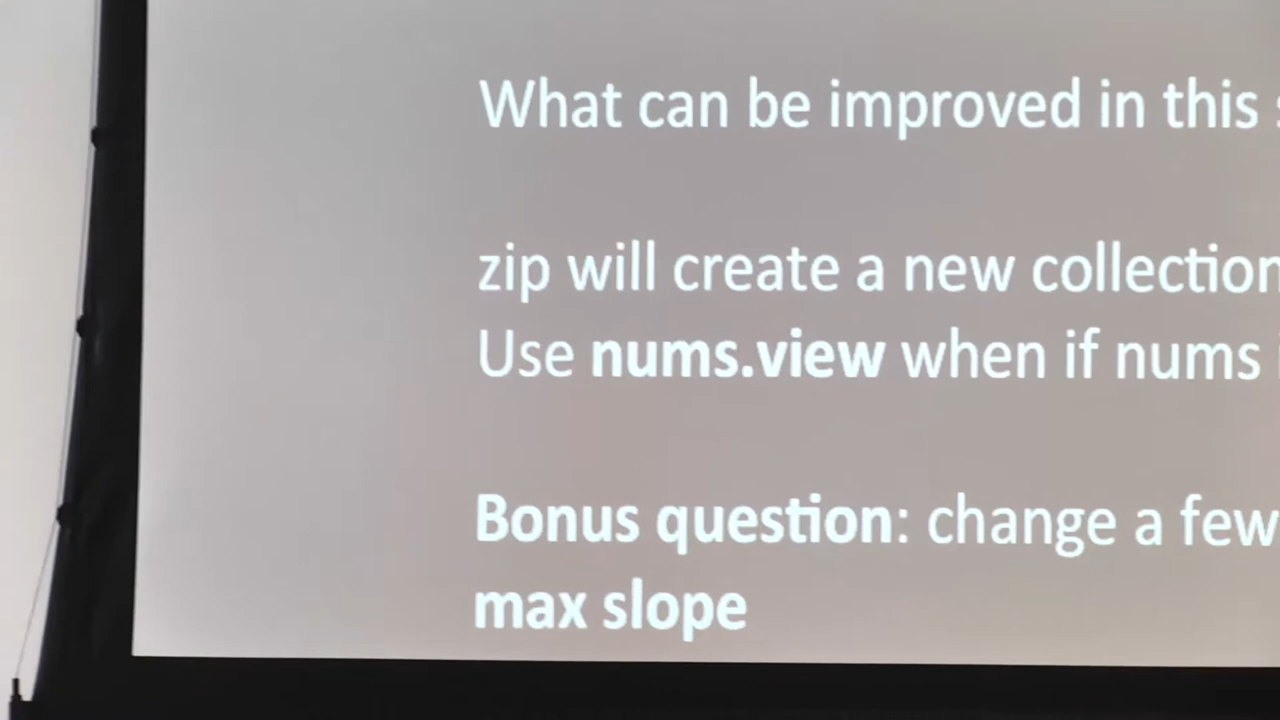 What can be improved in this
zip will create a new collection
Use nums.view when if nums
Bonus question: change a few
max slope